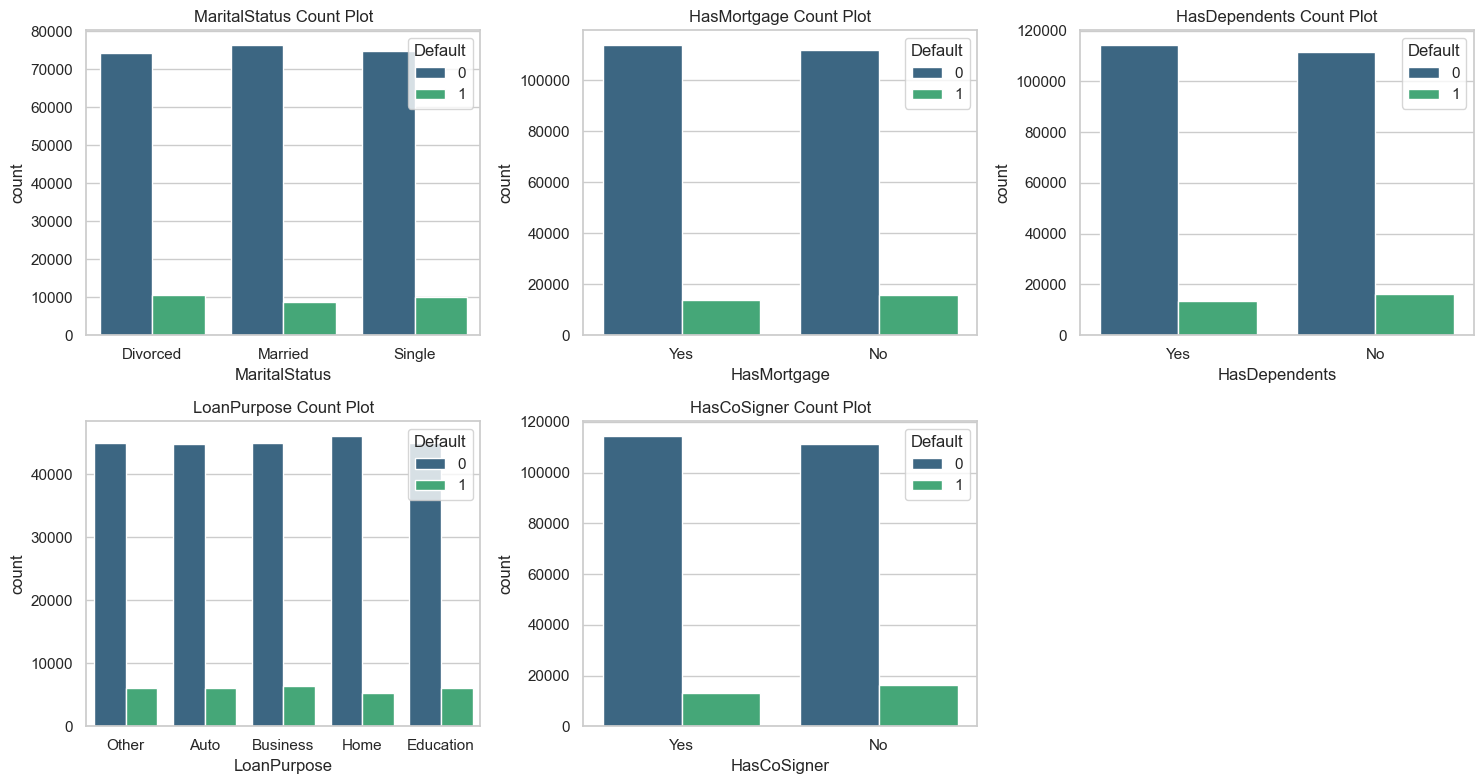 MaritalStatus Count Plot
80000
70000
60000
50000
40000
30000
20000
10000
0
count
Default
0
1
Divorced Married Single
MaritalStatus
HasMortgage Count Plot
100000
80000
60000
40000
20000
0
count
Default
0
1
Yes No
HasMortgage
HasDependents Count Plot
120000
100000
80000
60000
40000
20000
0
count
Default
0
1
Yes No
HasDependents
LoanPurpose Count Plot
40000
30000
20000
10000
0
count
Default
0
1
Other Auto Business Home Education
LoanPurpose
HasCoSigner Count Plot
120000
100000
80000
60000
40000
20000
0
count
Default
0
1
Yes No
HasCoSigner